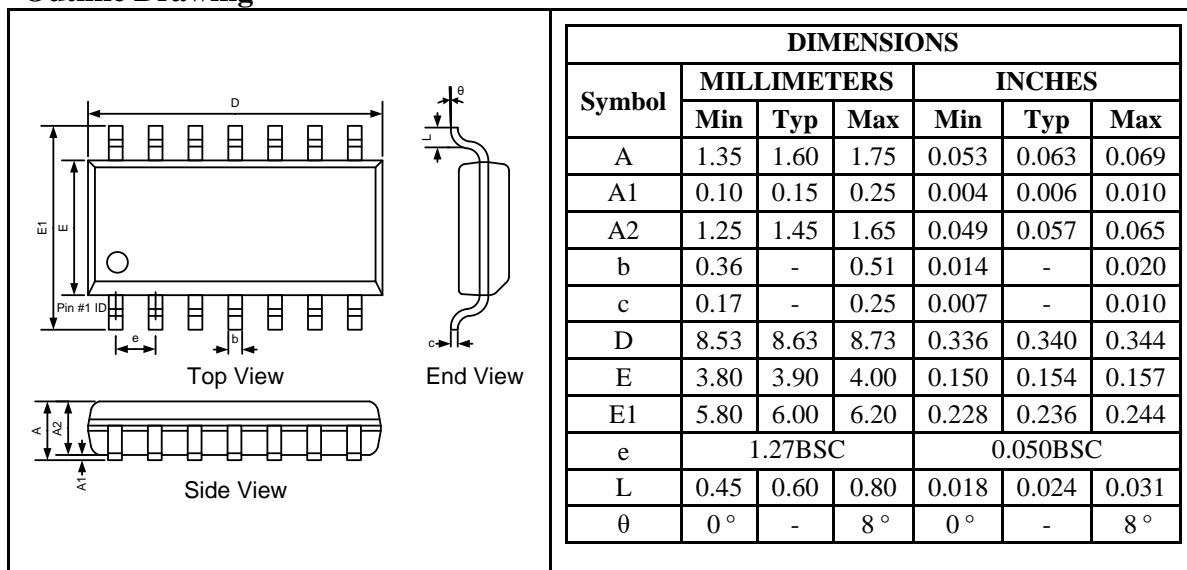 D
E1
E
Pin #1 ID
e
b
Top View
θ
L
c
End View
A
A2
A1
Side View
DIMENSIONS
Symbol MILLIMETERS INCHES
Min Typ Max Min Typ Max
A 1.35 1.60 1.75 0.053 0.063 0.069
A1 0.10 0.15 0.25 0.004 0.006 0.010
A2 1.25 1.45 1.65 0.049 0.057 0.065
b 0.36 - 0.51 0.014 - 0.020
c 0.17 - 0.25 0.007 - 0.010
D 8.53 8.63 8.73 0.336 0.340 0.344
E 3.80 3.90 4.00 0.150 0.154 0.157
E1 5.80 6.00 6.20 0.228 0.236 0.244
e 1.27BSC 0.050BSC
L 0.45 0.60 0.80 0.018 0.024 0.031
θ 0 ° - 8 ° 0 ° - 8 °